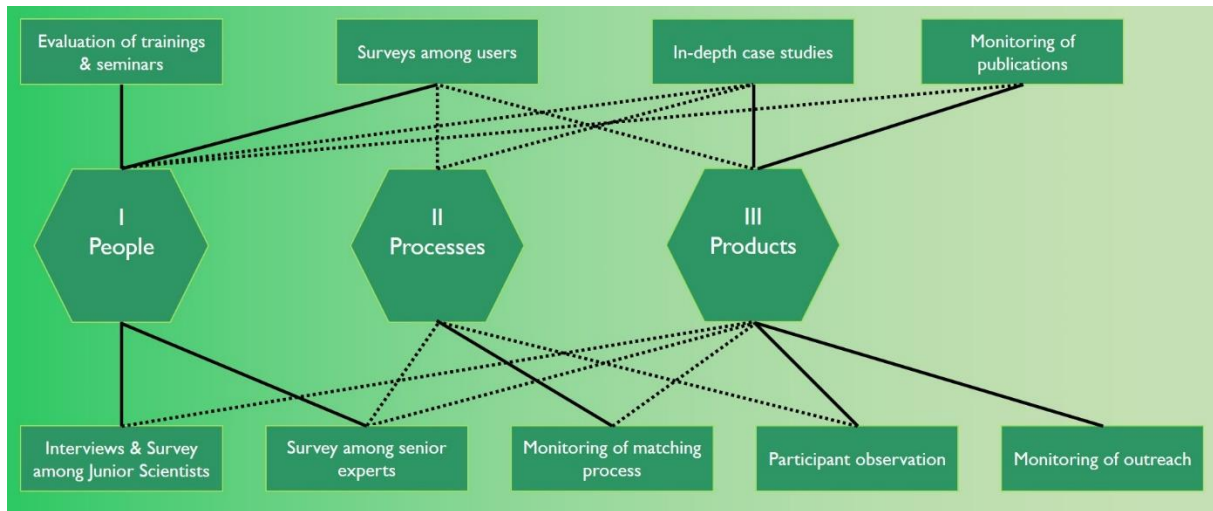 Evaluation of trainings
& seminars
Surveys among users
In-depth case studies
Monitoring of
publications
I
People
II
Processes
III
Products
Interviews & Survey
among Junior Scientists
Survey among senior
experts
Monitoring of matching
process
Participant observation
Monitoring of outreach